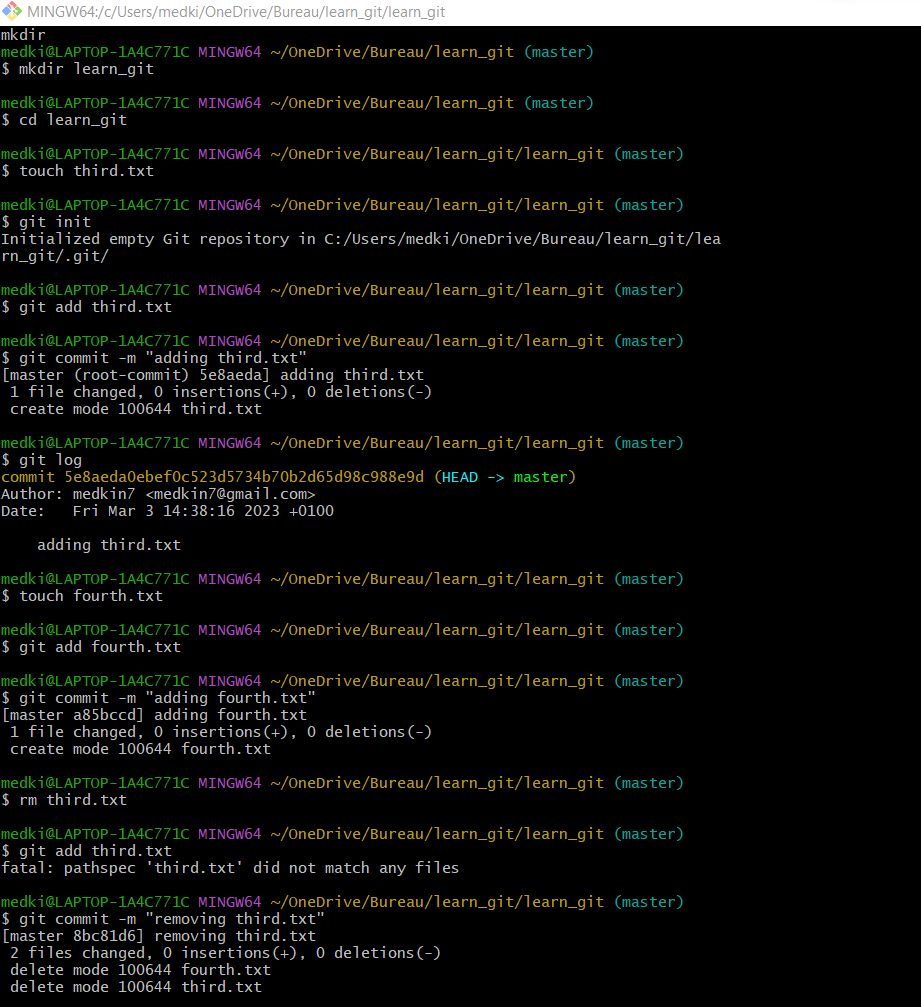 MINGW64:/c/Users/medki/OneDrive/Bureau/learn_git/learn_git
mkdir
medki@LAPTOP-1A4C771C MINGW64 ~/OneDrive/Bureau/learn_git (master)
$ mkdir learn_git
medki@LAPTOP-1A4C771C MINGW64 ~/OneDrive/Bureau/learn_git (master)
$ cd learn_git
medki@LAPTOP-1A4C771C MINGW64 ~/OneDrive/Bureau/learn_git/learn_git (master)
$ touch third.txt
medki@LAPTOP-1A4C771C MINGW64 ~/OneDrive/Bureau/learn_git/learn_git (master)
$ git init
Initialized empty Git repository in C:/Users/medki/OneDrive/Bureau/learn_git/lea
rn_git/.git/
medki@LAPTOP-1A4C771C MINGW64 ~/OneDrive/Bureau/learn_git/learn_git (master)
$ git add third.txt
medki@LAPTOP-1A4C771C MINGW64 ~/OneDrive/Bureau/learn_git/learn_git (master)
$ git commit -m "adding third.txt"
[master (root-commit) 5e8aeda] adding third.txt
 1 file changed, 0 insertions(+), 0 deletions(-)
 create mode 100644 third.txt
medki@LAPTOP-1A4C771C MINGW64 ~/OneDrive/Bureau/learn_git/learn_git (master)
$ git log
commit 5e8aeda0ebef0c523d5734b70b2d65d98c988e9d (HEAD -> master)
Author: medkin7 <medkin7@gmail.com>
Date:   Fri Mar 3 14:38:16 2023 +0100
    adding third.txt
medki@LAPTOP-1A4C771C MINGW64 ~/OneDrive/Bureau/learn_git/learn_git (master)
$ touch fourth.txt
medki@LAPTOP-1A4C771C MINGW64 ~/OneDrive/Bureau/learn_git/learn_git (master)
$ git add fourth.txt
medki@LAPTOP-1A4C771C MINGW64 ~/OneDrive/Bureau/learn_git/learn_git (master)
$ git commit -m "adding fourth.txt"
[master a85bccd] adding fourth.txt
 1 file changed, 0 insertions(+), 0 deletions(-)
 create mode 100644 fourth.txt
medki@LAPTOP-1A4C771C MINGW64 ~/OneDrive/Bureau/learn_git/learn_git (master)
$ rm third.txt
medki@LAPTOP-1A4C771C MINGW64 ~/OneDrive/Bureau/learn_git/learn_git (master)
$ git add third.txt
fatal: pathspec 'third.txt' did not match any files
medki@LAPTOP-1A4C771C MINGW64 ~/OneDrive/Bureau/learn_git/learn_git (master)
$ git commit -m "removing third.txt"
[master 8bc81d6] removing third.txt
 2 files changed, 0 insertions(+), 0 deletions(-)
 delete mode 100644 fourth.txt
 delete mode 100644 third.txt